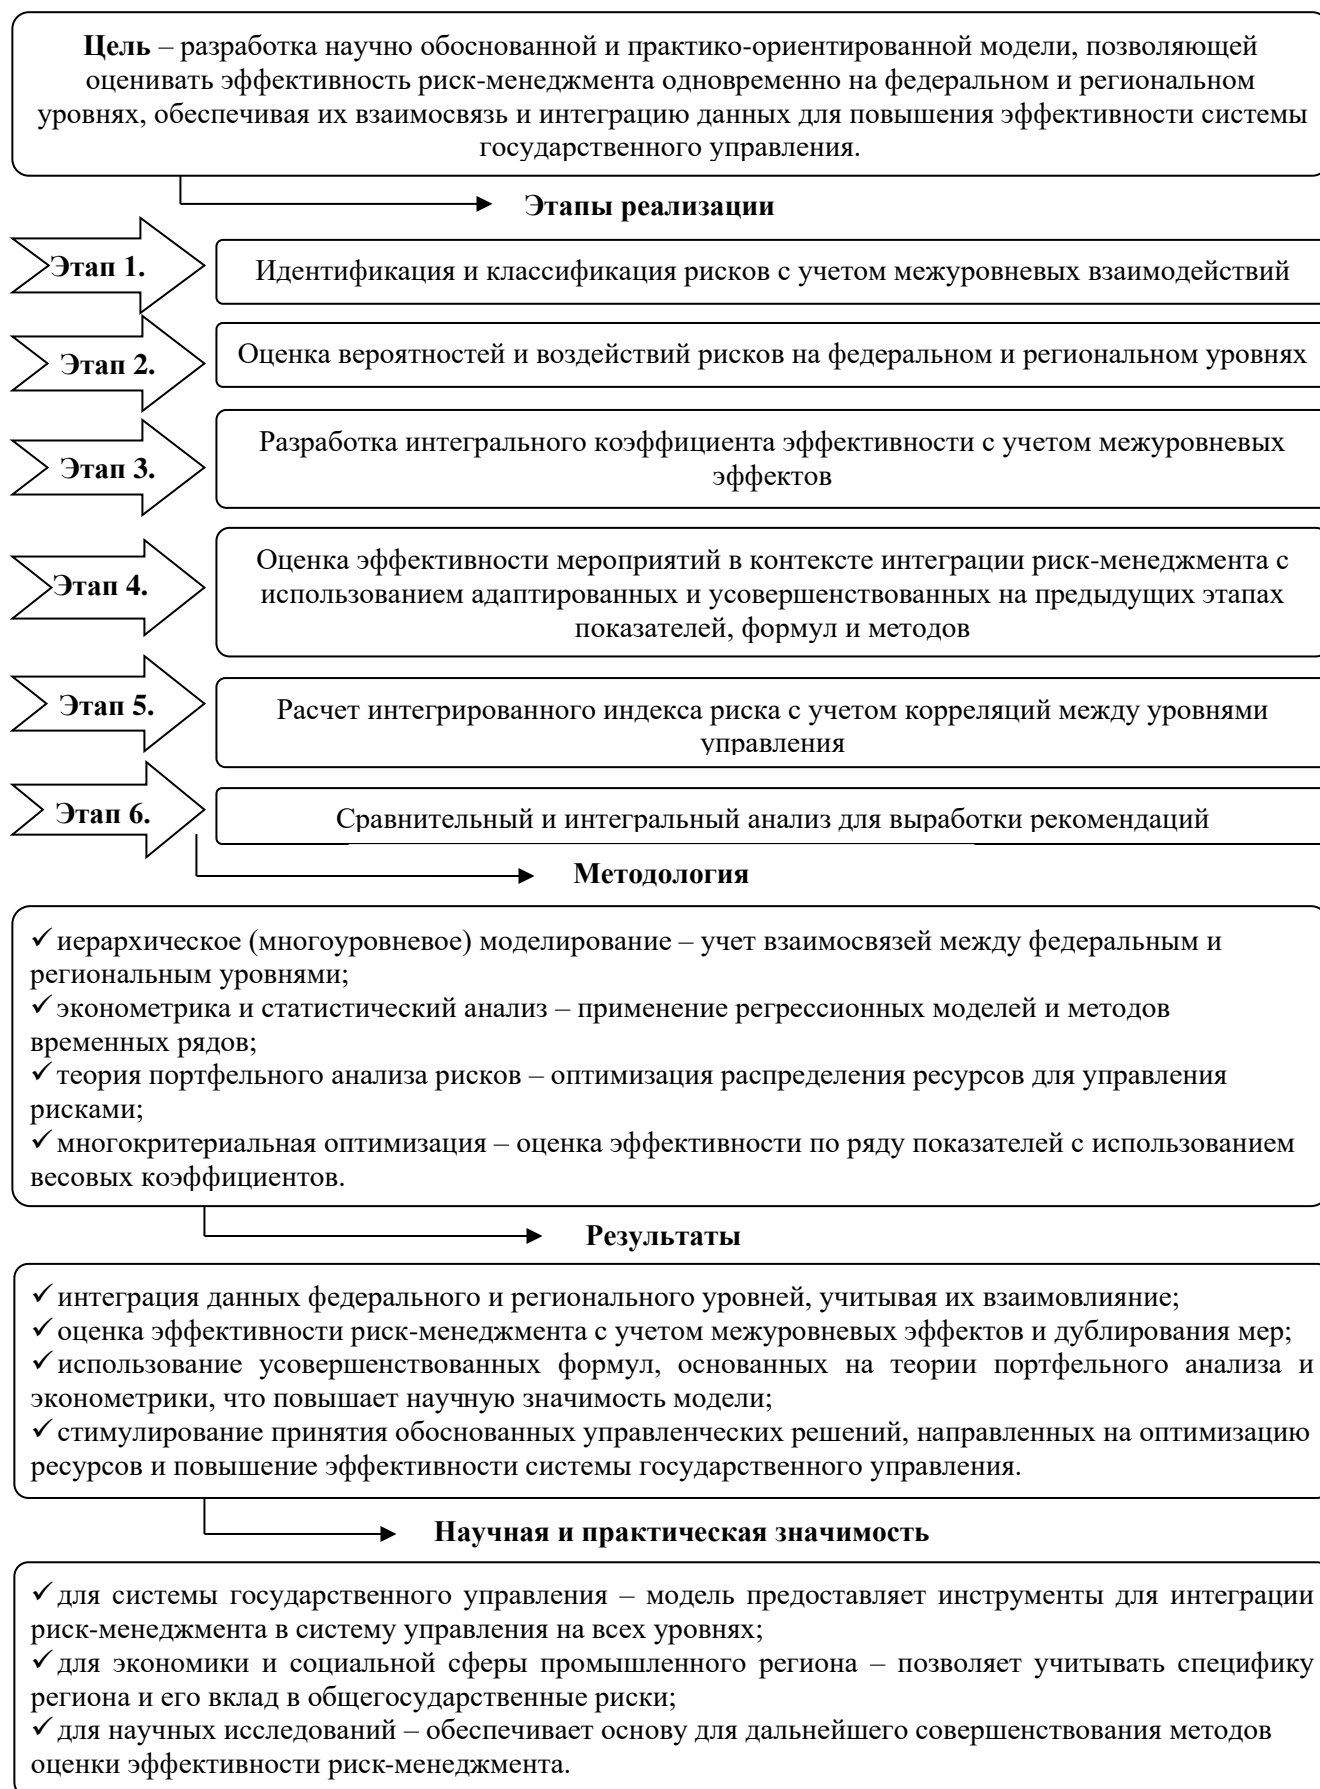 Цель – разработка научно обоснованной и практико-ориентированной модели, позволяющей
оценивать эффективность риск-менеджмента одновременно на федеральном и региональном
уровнях, обеспечивая их взаимосвязь и интеграцию данных для повышения эффективности системы
государственного управления.
Этапы реализации
Этап 1.
Идентификация и классификация рисков с учетом межуровневых взаимодействий
Этап 2.
Оценка вероятностей и воздействий рисков на федеральном и региональном уровнях
Этап 3.
Разработка интегрального коэффициента эффективности с учетом межуровневых
эффектов
Этап 4.
Оценка эффективности мероприятий в контексте интеграции риск-менеджмента с
использованием адаптированных и усовершенствованных на предыдущих этапах
показателей, формул и методов
Этап 5.
Расчет интегрированного индекса риска с учетом корреляций между уровнями
управления
Этап 6.
Сравнительный и интегральный анализ для выработки рекомендаций
Методология
✓ иерархическое (многоуровневое) моделирование – учет взаимосвязей между федеральным и
региональным уровнями;
✓ эконометрика и статистический анализ – применение регрессионных моделей и методов
временных рядов;
✓ теория портфельного анализа рисков – оптимизация распределения ресурсов для управления
рисками;
✓ многокритериальная оптимизация – оценка эффективности по ряду показателей с использованием
весовых коэффициентов.
Результаты
✓ интеграция данных федерального и регионального уровней, учитывая их взаимовлияние;
✓ оценка эффективности риск-менеджмента с учетом межуровневых эффектов и дублирования мер;
✓ использование усовершенствованных формул, основанных на теории портфельного анализа и
эконометрики, что повышает научную значимость модели;
✓ стимулирование принятия обоснованных управленческих решений, направленных на оптимизацию
ресурсов и повышение эффективности системы государственного управления.
Научная и практическая значимость
✓ для системы государственного управления – модель предоставляет инструменты для интеграции
риск-менеджмента в систему управления на всех уровнях;
✓ для экономики и социальной сферы промышленного региона – позволяет учитывать специфику
региона и его вклад в общегосударственные риски;
✓ для научных исследований – обеспечивает основу для дальнейшего совершенствования методов
оценки эффективности риск-менеджмента.